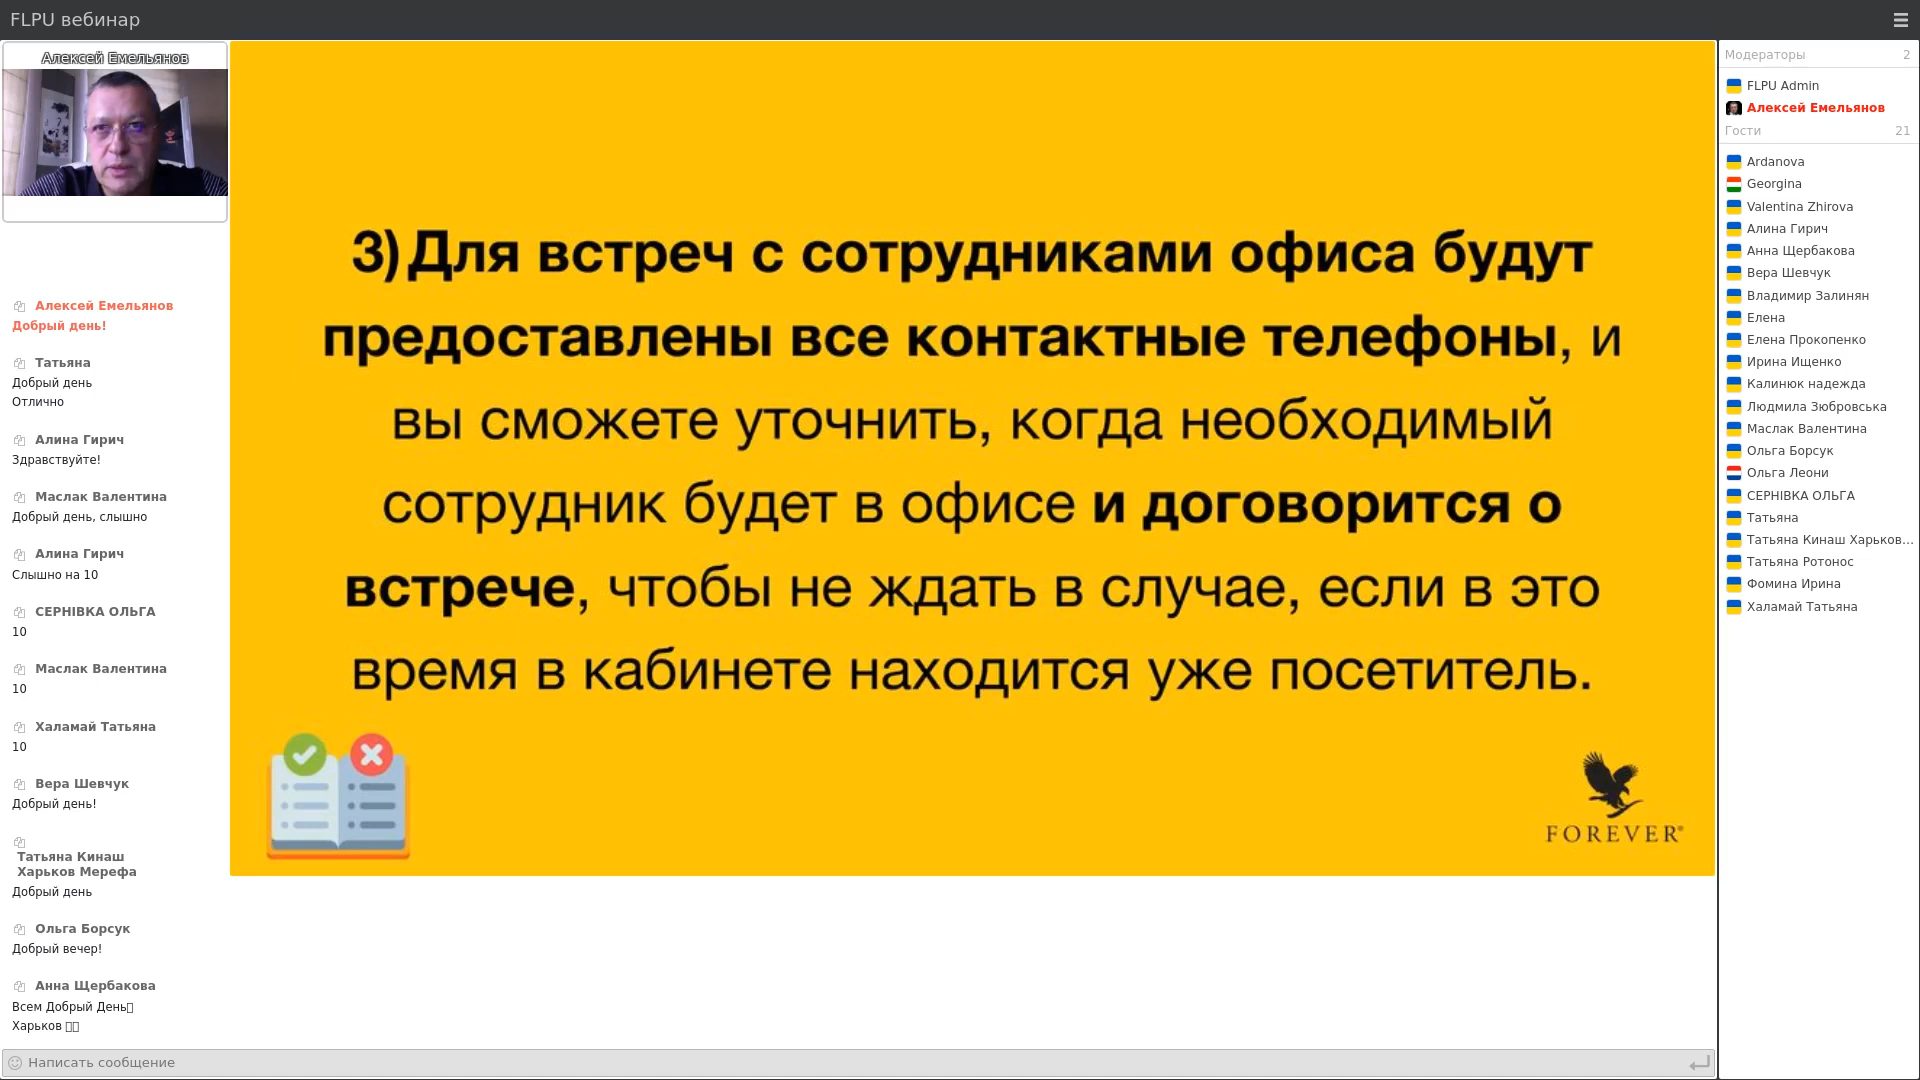 FLPU вебинар
Алексей Емельянов
Алексей Емельянов
Добрый день!
Татьяна
Добрый день
Отлично
Алина Гирич
Здравствуйте!
Маслак Валентина
Добрый день, слышно
Алина Гирич
Слышно на 10
СЕРНІВКА ОЛЬГА
10
Маслак Валентина
10
Халамай Татьяна
10
Вера Шевчук
Добрый день!
Татьяна Кинаш
Харьков Мерефа
Добрый день
Ольга Борсук
Добрый вечер!
Анна Щербакова
Всем Добрый День
Харьков
3) Для встреч с сотрудниками офиса будут
предоставлены все контактные телефоны, и
вы сможете уточнить, когда необходимый
сотрудник будет в офисе и договорится о
встрече, чтобы не ждать в случае, если в это
время в кабинете находится уже посетитель.
FOREVER®
Модераторы 2
FLPU Admin
Алексей Емельянов
Гости 21
Ardanova
Georgina
Valentina Zhirova
Алина Гирич
Анна Щербакова
Вера Шевчук
Владимир Залинян
Елена
Елена Прокопенко
Ирина Ищенко
Калинюк надежда
Людмила Зюбровська
Маслак Валентина
Ольга Борсук
Ольга Леони
СЕРНІВКА ОЛЬГА
Татьяна
Татьяна Кинаш Харьков...
Татьяна Ротонос
Фомина Ирина
Халамай Татьяна
Написать сообщение